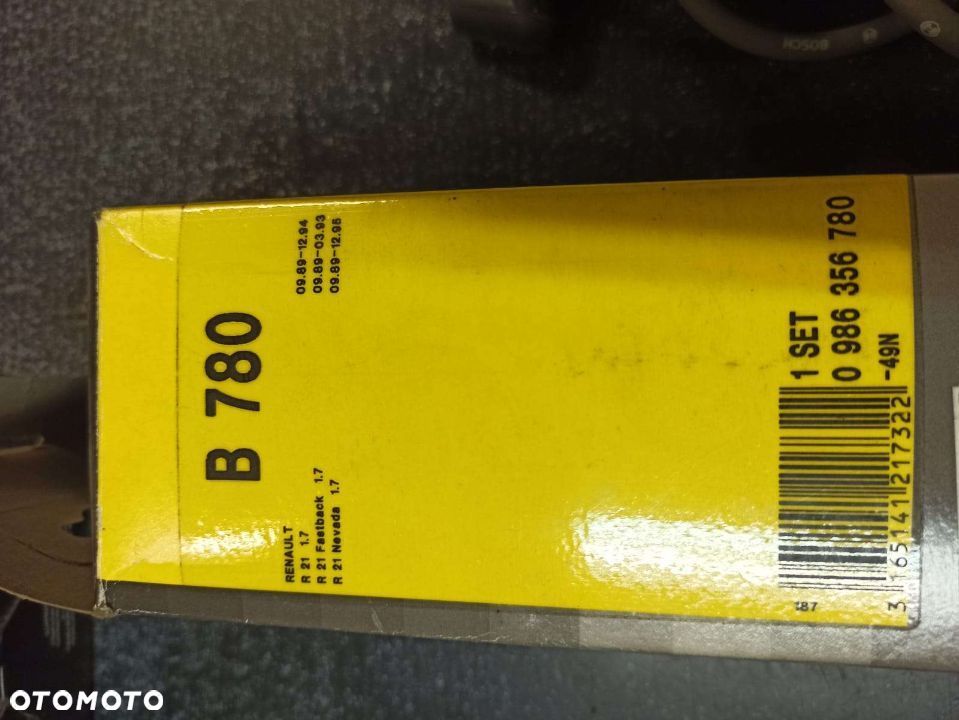 B 780
RENAULT
R 21 1.7 09.89-12.94
R 21 Fastback 1.7 09.89-03.93
R 21 Nevada 1.7 09.89-12.95
1 SET
0 986 356 780
-49N
3 165141 217322
187
BOSCH
OTOMOTO